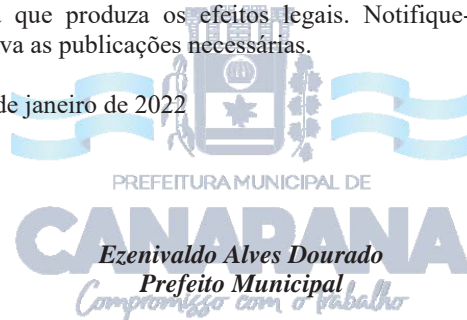 que produza os efeitos legais. Notifique-
va as publicações necessárias.
de janeiro de 2022
PREFEITURA MUNICIPAL DE
CANARANA
Ezenivaldo Alves Dourado
Prefeito Municipal
Compromisso com o trabalho